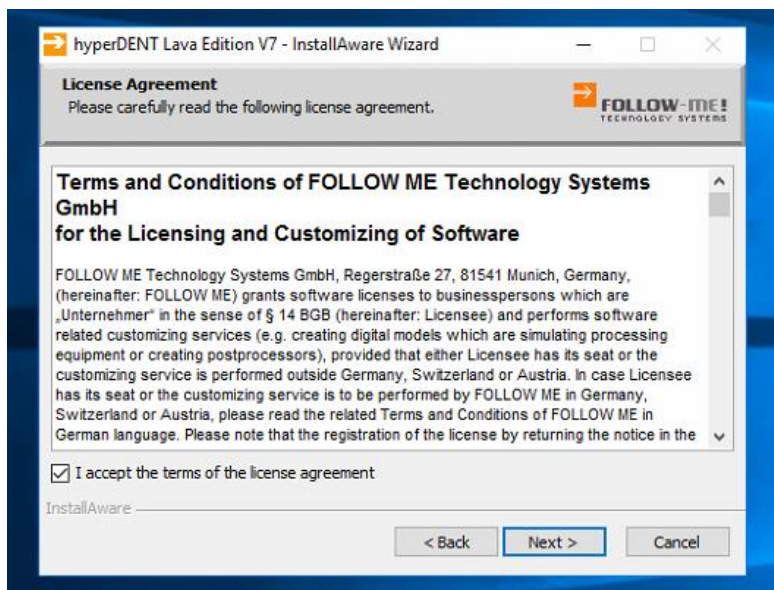 hyperDENT Lava Edition V7 - InstallAware Wizard
License Agreement
Please carefully read the following license agreement.
FOLLOW-ME!
TECHNOLOGY SYSTEMS
Terms and Conditions of FOLLOW ME Technology Systems
GmbH
for the Licensing and Customizing of Software
FOLLOW ME Technology Systems GmbH, Regerstraße 27, 81541 Munich, Germany,
(hereinafter: FOLLOW ME) grants software licenses to businesspersons which are
„Unternehmer“ in the sense of § 14 BGB (hereinafter: Licensee) and performs software
related customizing services (e.g. creating digital models which are simulating processing
equipment or creating postprocessors), provided that either Licensee has its seat or the
customizing service is performed outside Germany, Switzerland or Austria. In case Licensee
has its seat or the customizing service is to be performed by FOLLOW ME in Germany,
Switzerland or Austria, please read the related Terms and Conditions of FOLLOW ME in
German language. Please note that the registration of the license by returning the notice in the
I accept the terms of the license agreement
InstallAware
< Back
Next >
Cancel